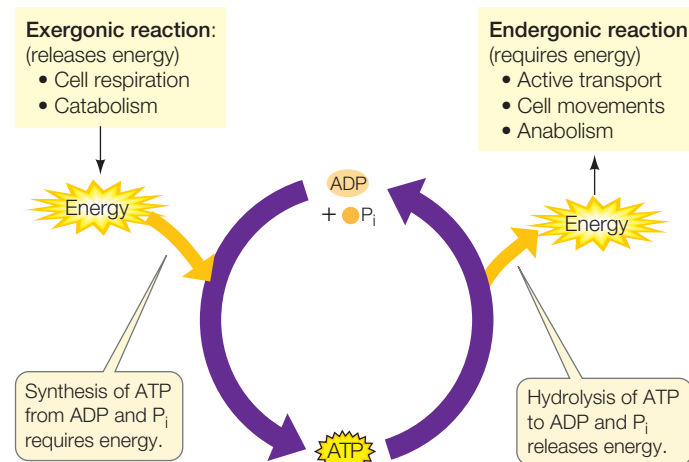 Exergonic reaction:
(releases energy)
• Cell respiration
• Catabolism
Endergonic reaction
(requires energy)
• Active transport
• Cell movements
• Anabolism
Energy
ADP
+ Pi
Energy
Synthesis of ATP
from ADP and Pi
requires energy.
Hydrolysis of ATP
to ADP and Pi
releases energy.
ATP